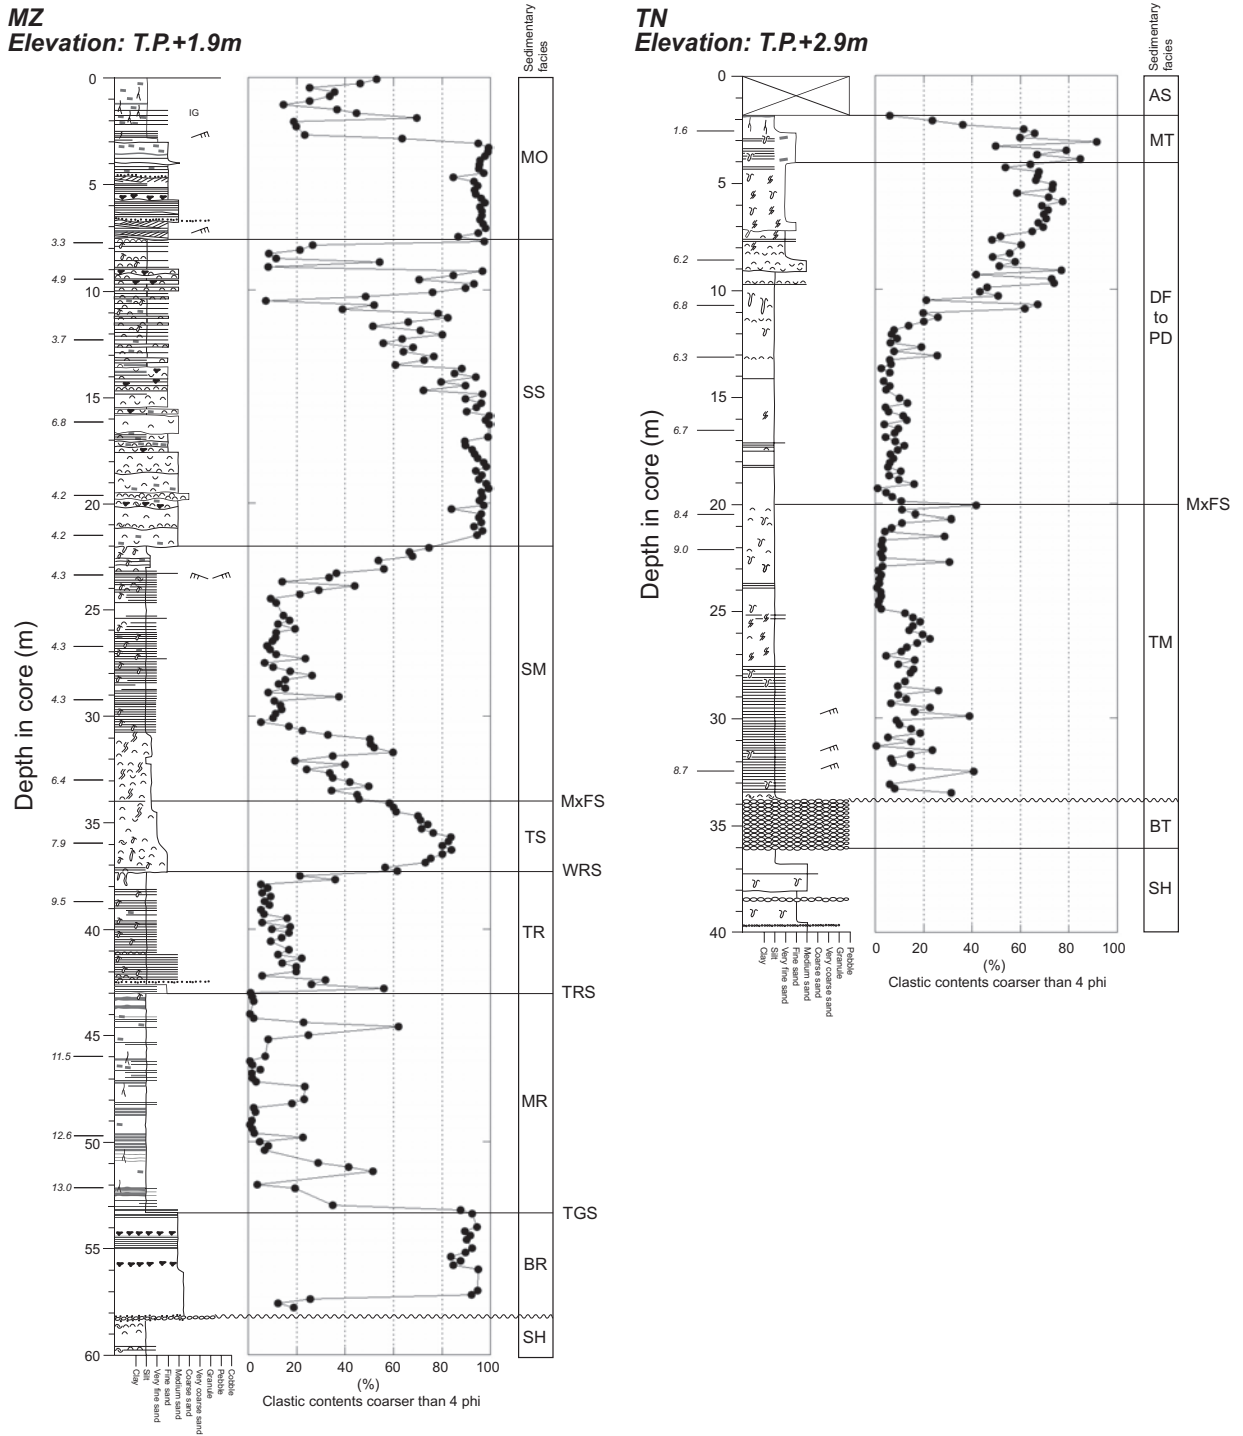 MZ
Elevation: T.P.+1.9m
Sedimentary
facies
0
5
10
15
20
25
30
35
40
45
50
55
60
Depth in core (m)
IG
3.3
4.9
3.7
6.8
4.2
4.2
4.3
4.3
4.3
6.4
7.9
9.5
11.5
12.6
13.0
MO
SS
SM
TS
TR
MR
BR
SH
MxFS
WRS
TRS
TGS
Clay
Silt
Very fine sand
Fine sand
Medium sand
Coarse sand
Very coarse sand
Granule
Pebble
Cobble
0 20 40 60 80 100
(%)
Clastic contents coarser than 4 phi
TN
Elevation: T.P.+2.9m
Sedimentary
facies
0
5
10
15
20
25
30
35
40
Depth in core (m)
1.6
6.2
6.8
6.3
6.7
8.4
9.0
8.7
AS
MT
DF
to
PD
TM
BT
SH
MxFS
Clay
Silt
Very fine sand
Fine sand
Medium sand
Coarse sand
Very coarse sand
Granule
Pebble
0 20 40 60 80 100
(%)
Clastic contents coarser than 4 phi